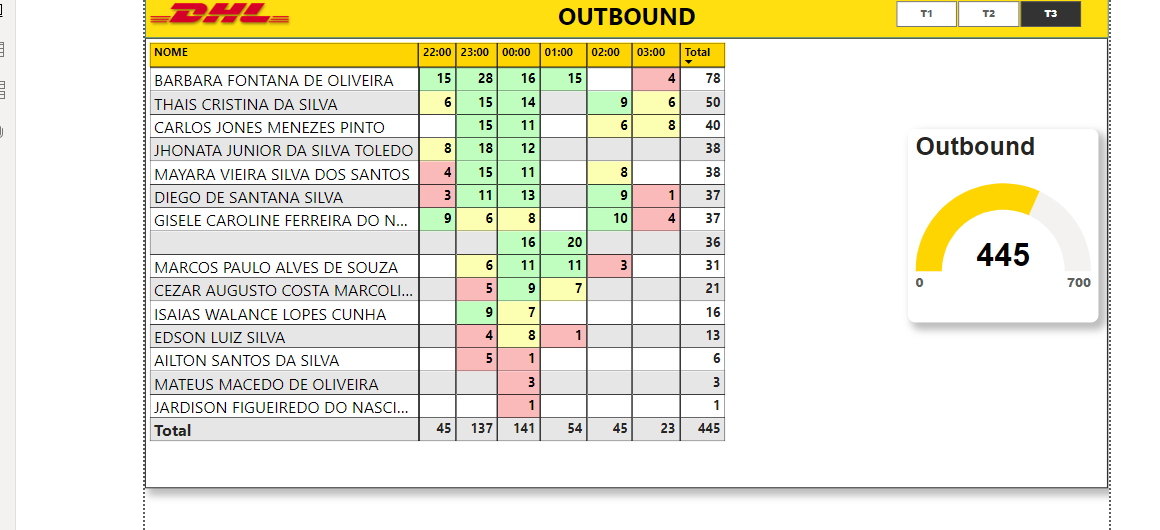 DHL
OUTBOUND
T1 T2 T3
NOME 22:00 23:00 00:00 01:00 02:00 03:00 Total
BARBARA FONTANA DE OLIVEIRA 15 28 16 15 4 78
THAIS CRISTINA DA SILVA 6 15 14 9 6 50
CARLOS JONES MENEZES PINTO 15 11 6 8 40
JHONATA JUNIOR DA SILVA TOLEDO 8 18 12 38
MAYARA VIEIRA SILVA DOS SANTOS 4 15 11 8 38
DIEGO DE SANTANA SILVA 3 11 13 9 1 37
GISELE CAROLINE FERREIRA DO N... 9 6 8 10 4 37
16 20 36
MARCOS PAULO ALVES DE SOUZA 6 11 11 3 31
CEZAR AUGUSTO COSTA MARCOLI... 5 9 7 21
ISAIAS WALANCE LOPES CUNHA 9 7 16
EDSON LUIZ SILVA 4 8 1 13
AILTON SANTOS DA SILVA 5 1 6
MATEUS MACEDO DE OLIVEIRA 3 3
JARDISON FIGUEIREDO DO NASCI... 1 1
Total 45 137 141 54 45 23 445
Outbound
445
0 700